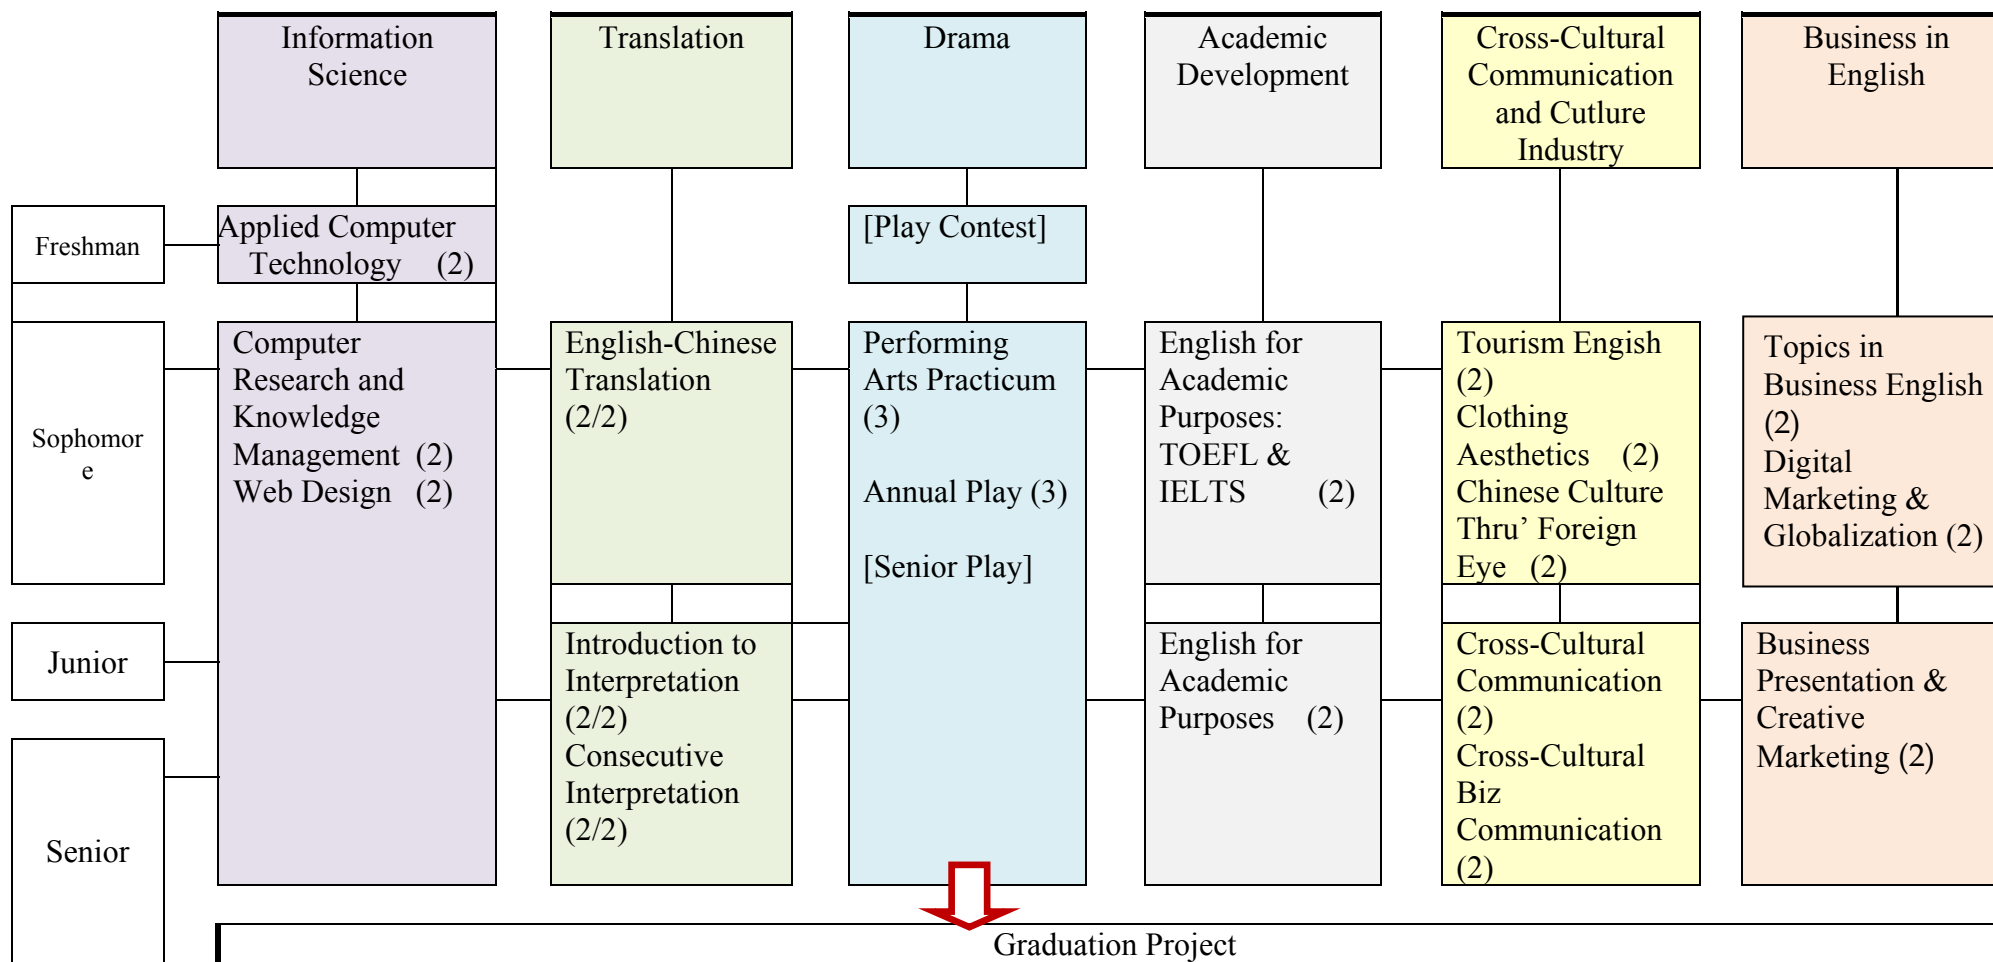 Information
Science
Translation
Drama
Academic
Development
Cross-Cultural
Communication
and Cutlure
Industry
Business in
English
Freshman
Applied Computer
Technology (2)
[Play Contest]
Sophomor
e
Computer
Research and
Knowledge
Management (2)
Web Design (2)
English-Chinese
Translation
(2/2)
Performing
Arts Practicum
(3)
Annual Play (3)
[Senior Play]
English for
Academic
Purposes:
TOEFL &
IELTS (2)
Tourism Engish
(2)
Clothing
Aesthetics (2)
Chinese Culture
Thru’ Foreign
Eye (2)
Topics in
Business English
(2)
Digital
Marketing &
Globalization (2)
Junior
Senior
Introduction to
Interpretation
(2/2)
Consecutive
Interpretation
(2/2)
English for
Academic
Purposes (2)
Cross-Cultural
Communication
(2)
Cross-Cultural
Biz
Communication
(2)
Business
Presentation &
Creative
Marketing (2)
Graduation Project